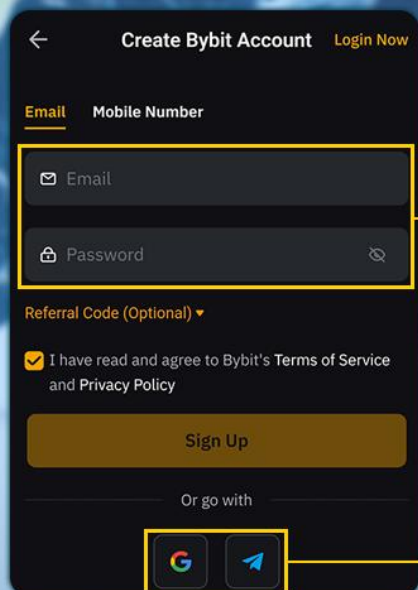 Create Bybit Account Login Now
Email Mobile Number
Email
Password
Referral Code (Optional)
I have read and agree to Bybit's Terms of Service
and Privacy Policy
Sign Up
Or go with